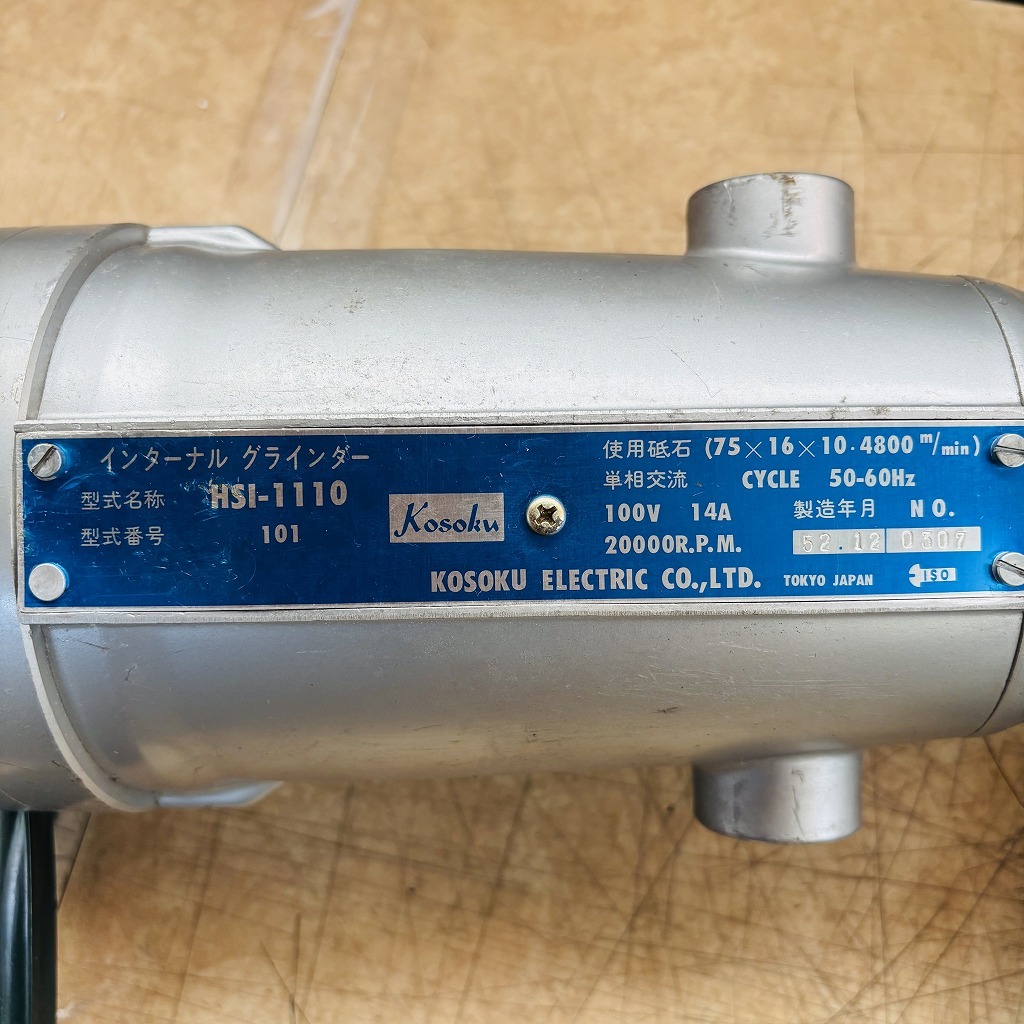 インターナル グラインダー
型式名称 HSI-1110
型式番号 101
Kosoku
使用砥石 (75×16×10·4800 m/min)
単相交流 CYCLE 50-60Hz
100V 14A
20000R.P.M.
製造年月 NO.
52.12 0307
KOSOKU ELECTRIC CO.,LTD. TOKYO JAPAN
ISO